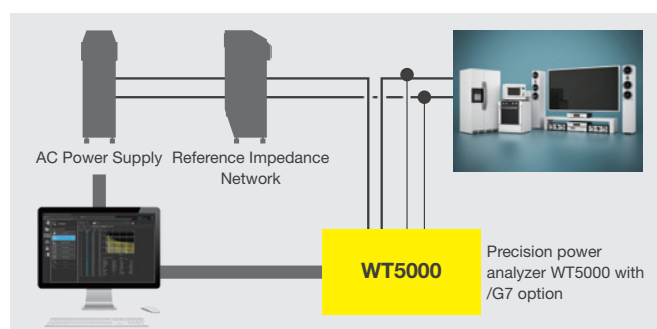 AC Power Supply
Reference Impedance
Network
WT5000
Precision power
analyzer WT5000 with
/G7 option